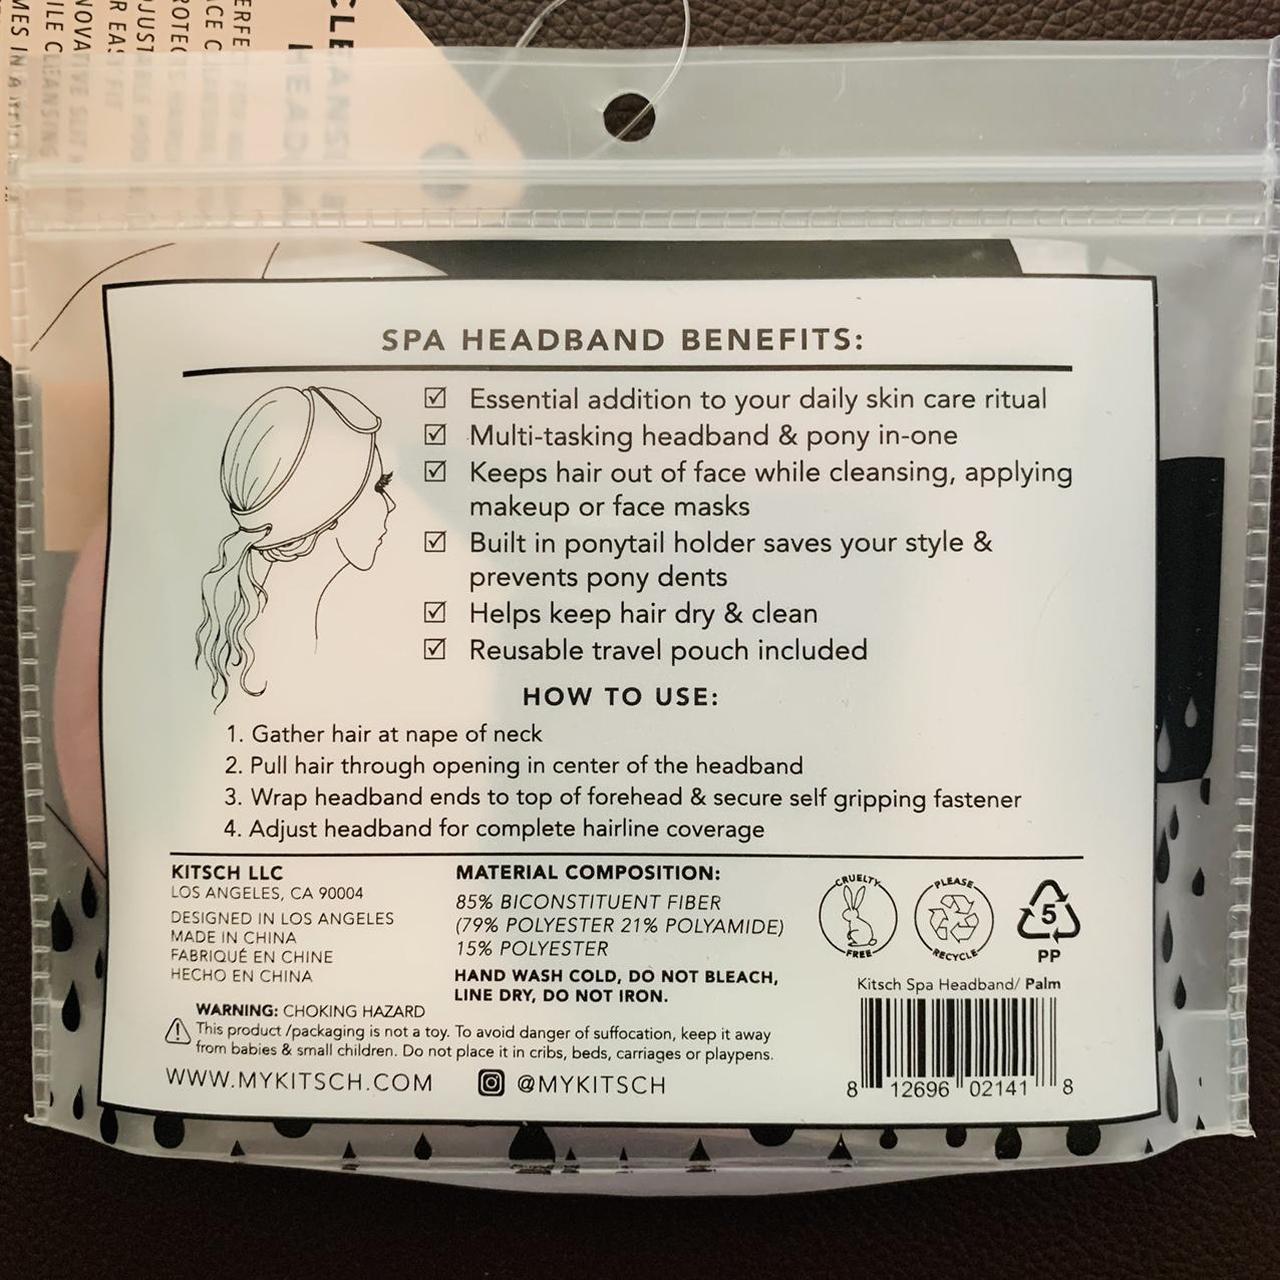 CLEANSE
HEAD
NOVATIVE
SPA HEADBAND BENEFITS:
Essential addition to your daily skin care ritual
Multi-tasking headband & pony in-one
Keeps hair out of face while cleansing, applying
makeup or face masks
Built in ponytail holder saves your style &
prevents pony dents
Helps keep hair dry & clean
Reusable travel pouch included
HOW TO USE:
1. Gather hair at nape of neck
2. Pull hair through opening in center of the headband
3. Wrap headband ends to top of forehead & secure self gripping fastener
4. Adjust headband for complete hairline coverage
KITSCH LLC
LOS ANGELES, CA 90004
DESIGNED IN LOS ANGELES
MADE IN CHINA
FABRIQUÉ EN CHINE
HECHO EN CHINA
MATERIAL COMPOSITION:
85% BICONSTITUENT FIBER
(79% POLYESTER 21% POLYAMIDE)
15% POLYESTER
HAND WASH COLD, DO NOT BLEACH,
LINE DRY, DO NOT IRON.
CRUELTY
FREE
PLEASE
RECYCLE
5
PP
Kitsch Spa Headband/ Palm
8 12696 02141 8
WARNING: CHOKING HAZARD
This product /packaging is not a toy. To avoid danger of suffocation, keep it away
from babies & small children. Do not place it in cribs, beds, carriages or playpens.
WWW.MYKITSCH.COM
@MYKITSCH